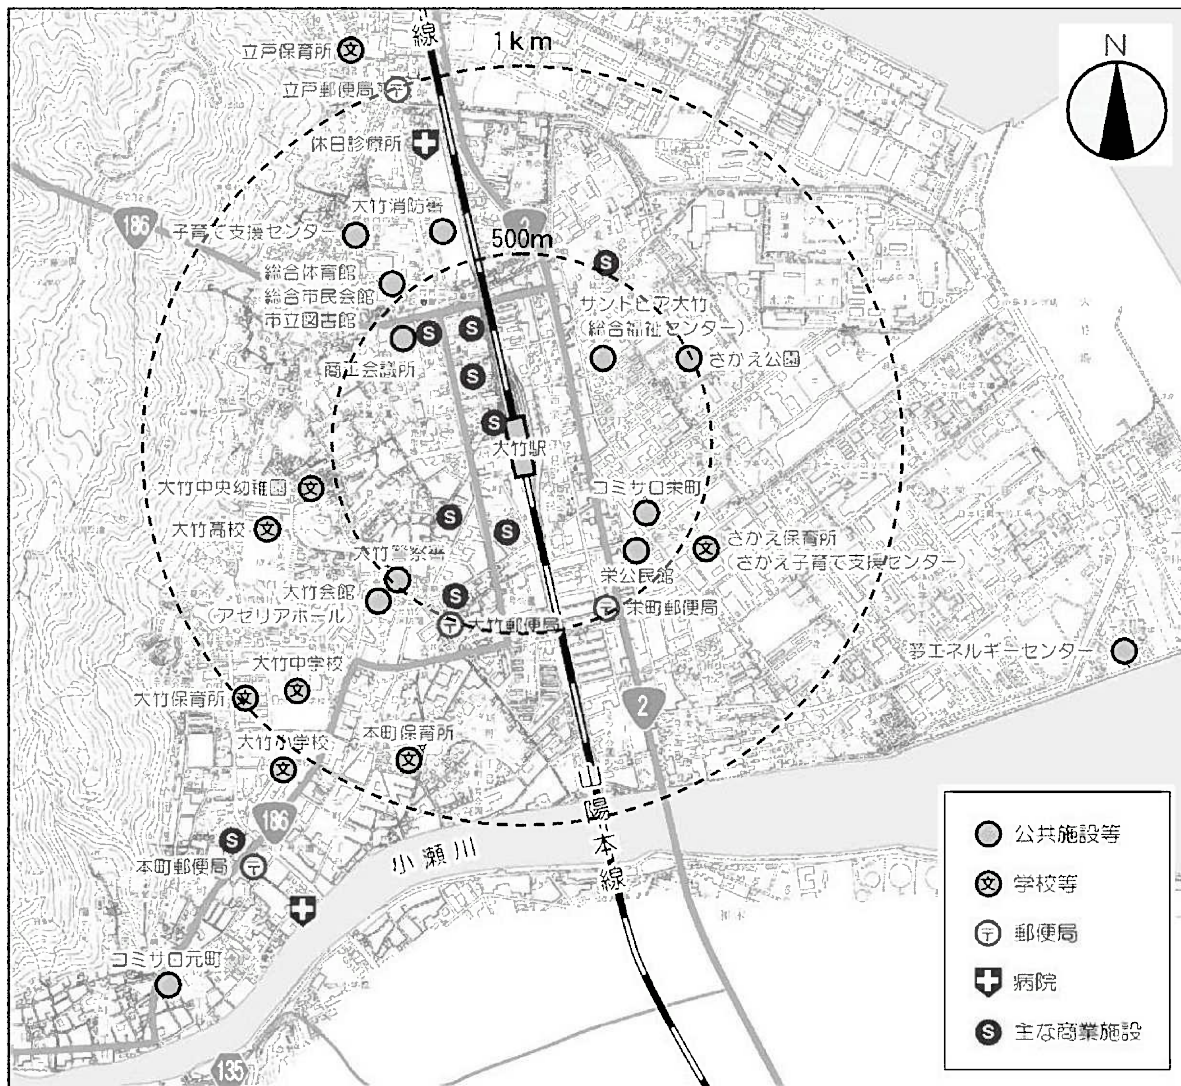 線
1km
N
立戸保育所
立戸郵便局
休日診療所
186
大竹消防署
2
子育て支援センター
500m
総合体育館
総合市民会館
市立図書館
サントピア大竹
(総合福祉センター)
商工会議所
さかえ公園
大竹駅
大竹中央幼稚園
コミサロ栄町
大竹高校
大竹警察署
さかえ保育所
(さかえ子育て支援センター)
栄公民館
大竹会館
(アゼリアホール)
大竹郵便局
栄町郵便局
夢エネルギーセンター
大竹中学校
大竹保育所
2
本町保育所
大竹小学校
山陽本線
186
小瀬川
本町郵便局
コミサロ元町
135
公共施設等
文 学校等
〒 郵便局
病院
S 主な商業施設